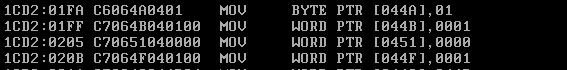 1CD2:01FA C6064A0401 MOV BYTE PTR [044A],01
1CD2:01FF C7064B040100 MOV WORD PTR [044B],0001
1CD2:0205 C70651040000 MOV WORD PTR [0451],0000
1CD2:020B C7064F040100 MOV WORD PTR [044F],0001